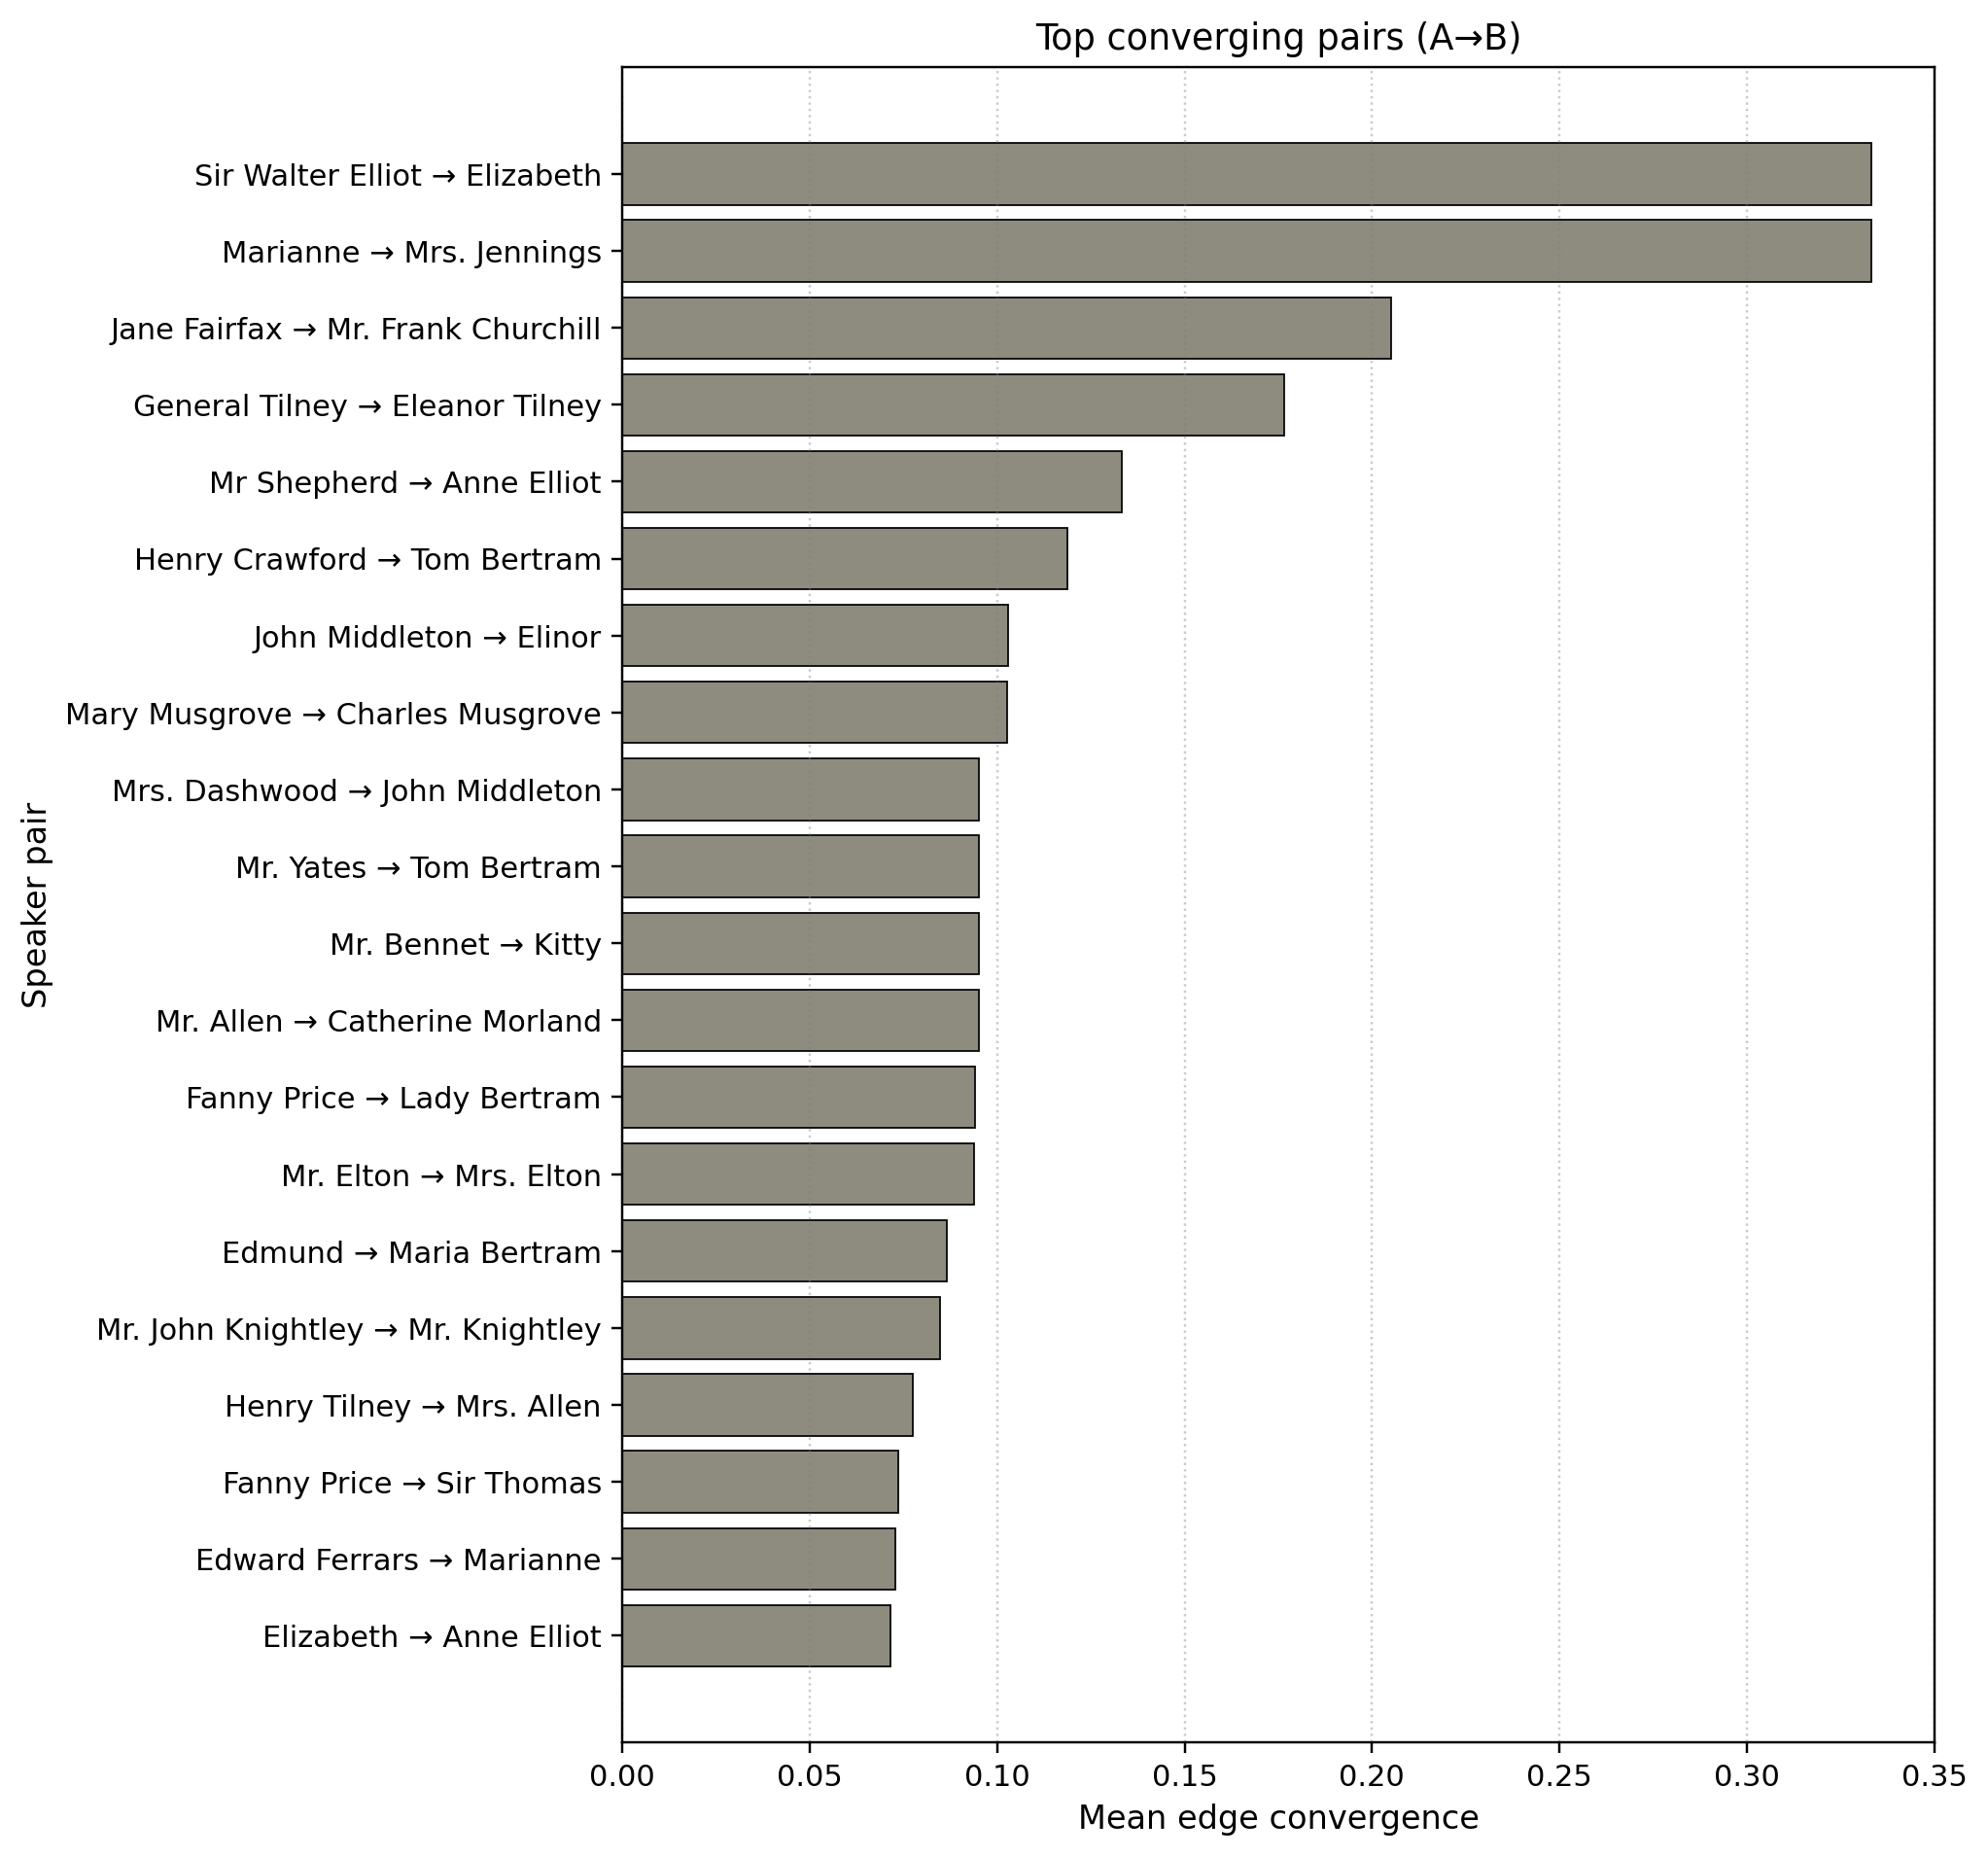 Top converging pairs (A→B)
Sir Walter Elliot → Elizabeth
Marianne → Mrs. Jennings
Jane Fairfax → Mr. Frank Churchill
General Tilney → Eleanor Tilney
Mr Shepherd → Anne Elliot
Henry Crawford → Tom Bertram
John Middleton → Elinor
Mary Musgrove → Charles Musgrove
Mrs. Dashwood → John Middleton
Mr. Yates → Tom Bertram
Mr. Bennet → Kitty
Mr. Allen → Catherine Morland
Fanny Price → Lady Bertram
Mr. Elton → Mrs. Elton
Edmund → Maria Bertram
Mr. John Knightley → Mr. Knightley
Henry Tilney → Mrs. Allen
Fanny Price → Sir Thomas
Edward Ferrars → Marianne
Elizabeth → Anne Elliot
Speaker pair
0.00 0.05 0.10 0.15 0.20 0.25 0.30 0.35
Mean edge convergence